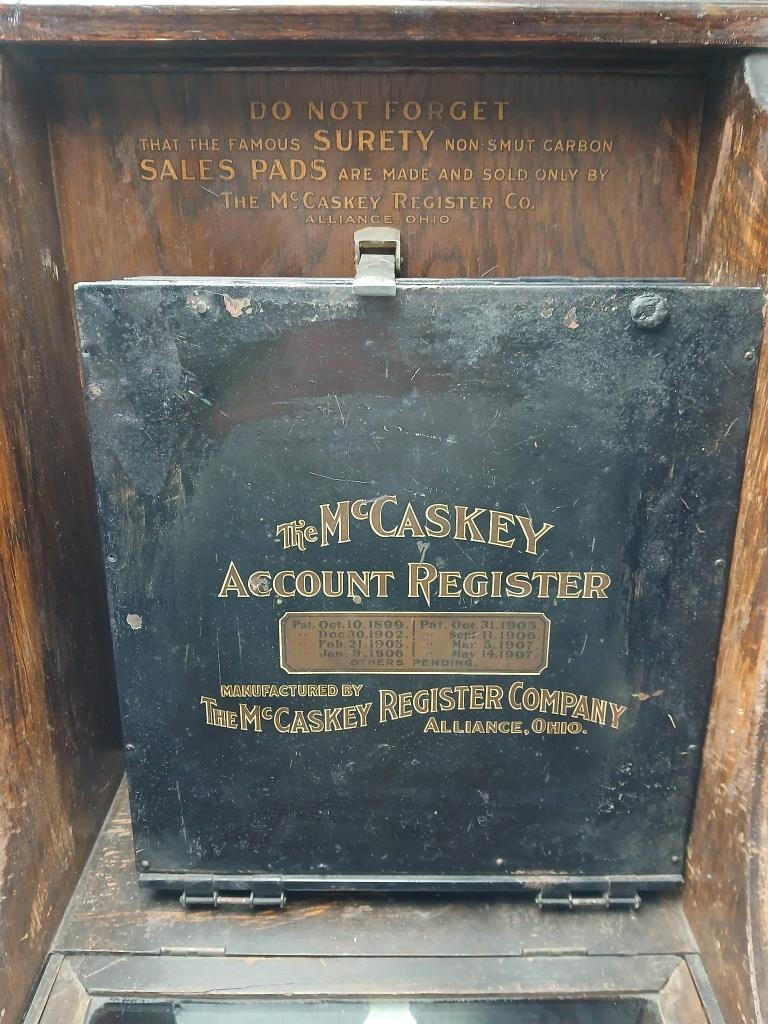 DO NOT FORGET
THAT THE FAMOUS SURETY NON-SMUT CARBON
SALES PADS ARE MADE AND SOLD ONLY BY
THE McCASKEY REGISTER CO.
ALLIANCE, OHIO
The McCASKEY
ACCOUNT REGISTER
Pat. Oct. 10. 1899. Pat. Oct. 31. 1905.
" Dec. 30. 1902. " Sept. 11. 1906.
" Feb. 21. 1905. " Mar. 5. 1907.
" Jan. 9. 1906. " May 14. 1907.
OTHERS PENDING.
MANUFACTURED BY
THE McCASKEY REGISTER COMPANY
ALLIANCE, OHIO.